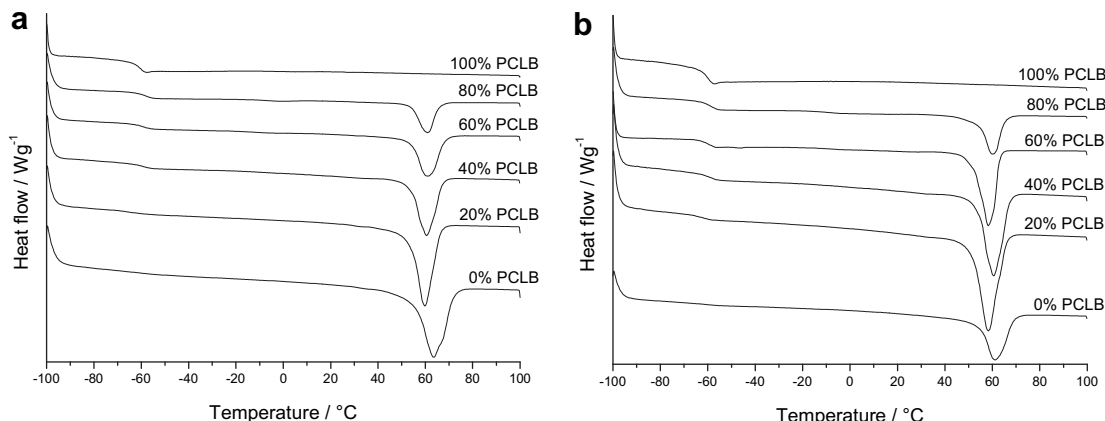 a
100% PCLB
80% PCLB
60% PCLB
40% PCLB
20% PCLB
0% PCLB
Heat flow / Wg⁻¹
-100 -80 -60 -40 -20 0 20 40 60 80 100
Temperature / °C
b
100% PCLB
80% PCLB
60% PCLB
40% PCLB
20% PCLB
0% PCLB
Heat flow / Wg⁻¹
-100 -80 -60 -40 -20 0 20 40 60 80 100
Temperature / °C